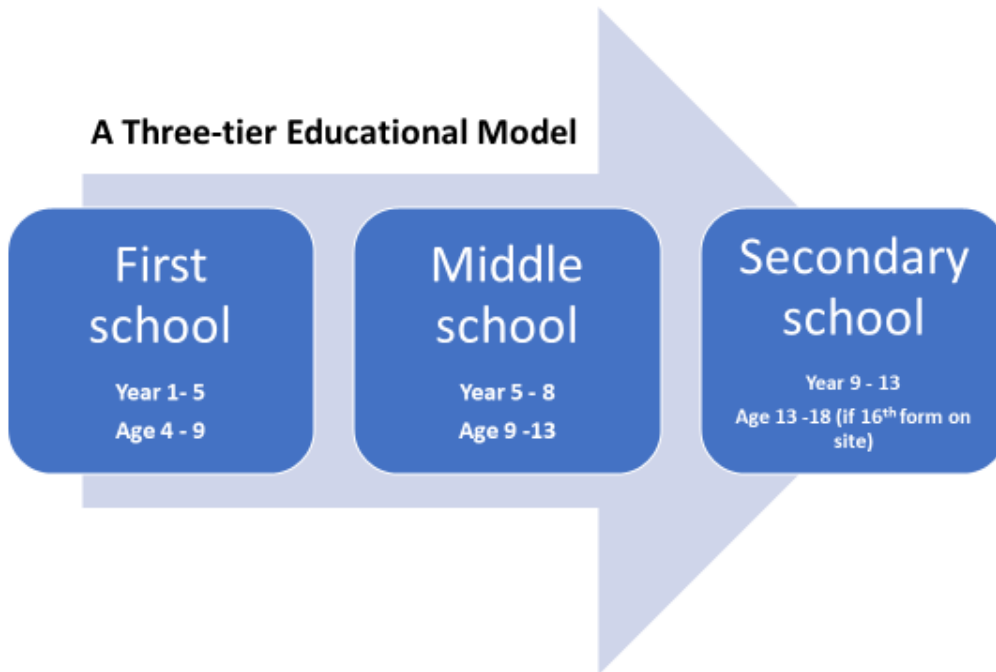 A Three-tier Educational Model
First
school
Year 1- 5
Age 4 - 9
Middle
school
Year 5 - 8
Age 9 -13
Secondary
school
Year 9 - 13
Age 13 -18 (if 16th form on
site)